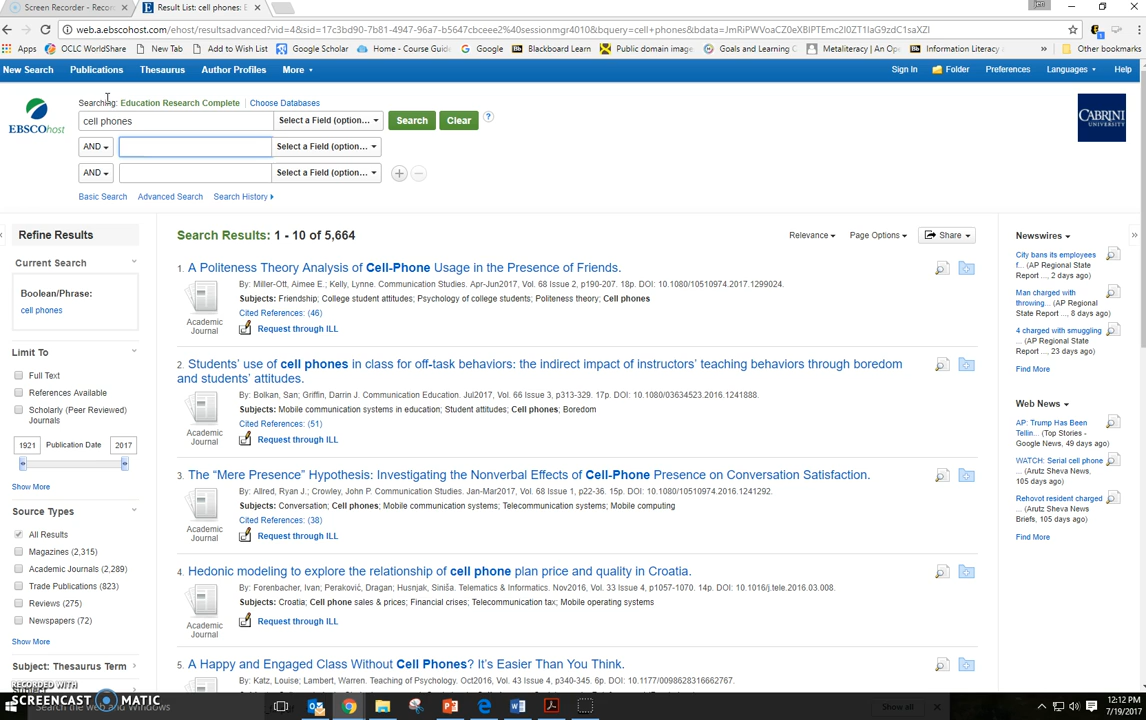 Screen Recorder - Recor
Result List: cell phones: E
Jen
web.a.ebscohost.com/ehost/resultsadvanced?vid=4&sid=17c3bd90-7181-4947-96a7-b5647cbceee2%40sessionmgr4010&bquery=cell+phones&bdata=JmRiPWVoaCZ0eXBIPTEmc2l0ZT1laG9zdC1saXZI
Apps OCLC WorldShare New Tab Add to Wish List Google Scholar Home - Course Guid Google Blackboard Learn Public domain image Goals and Learning C Metaliteracy | An Op Information Literacy » Other bookmarks
New Search Publications Thesaurus Author Profiles More Sign In Folder Preferences Languages Help
Searching: Education Research Complete Choose Databases
cell phones Select a Field (option... Search Clear ?
EBSCOhost
CABRINI
UNIVERSITY
AND Select a Field (option...
AND Select a Field (option...
Basic Search Advanced Search Search History
Refine Results
Current Search
Boolean/Phrase:
cell phones
Limit To
Full Text
References Available
Scholarly (Peer Reviewed)
Journals
1921 Publication Date 2017
Show More
Source Types
All Results
Magazines (2,315)
Academic Journals (2,289)
Trade Publications (823)
Reviews (275)
Newspapers (72)
Show More
Subject: Thesaurus Term
Search Results: 1 - 10 of 5,664
Relevance Page Options Share
1. A Politeness Theory Analysis of Cell-Phone Usage in the Presence of Friends.
By: Miller-Ott, Aimee E.; Kelly, Lynne. Communication Studies. Apr-Jun2017, Vol. 68 Issue 2, p190-207. 18p. DOI: 10.1080/10510974.2017.1299024.
Subjects: Friendship; College student attitudes; Psychology of college students; Politeness theory; Cell phones
Cited References: (46)
Academic
Journal
Request through ILL
2. Students' use of cell phones in class for off-task behaviors: the indirect impact of instructors' teaching behaviors through boredom
and students' attitudes.
By: Bolkan, San; Griffin, Darrin J. Communication Education. Jul2017, Vol. 66 Issue 3, p313-329. 17p. DOI: 10.1080/03634523.2016.1241888.
Subjects: Mobile communication systems in education; Student attitudes; Cell phones; Boredom
Cited References: (51)
Academic
Journal
Request through ILL
3. The "Mere Presence" Hypothesis: Investigating the Nonverbal Effects of Cell-Phone Presence on Conversation Satisfaction.
By: Allred, Ryan J.; Crowley, John P. Communication Studies. Jan-Mar2017, Vol. 68 Issue 1, p22-36. 15p. DOI: 10.1080/10510974.2016.1241292.
Subjects: Conversation; Cell phones; Mobile communication systems; Telecommunication systems; Mobile computing
Cited References: (38)
Academic
Journal
Request through ILL
4. Hedonic modeling to explore the relationship of cell phone plan price and quality in Croatia.
By: Forenbacher, Ivan; Peraković, Dragan; Husnjak, Siniša. Telematics & Informatics. Nov2016, Vol. 33 Issue 4, p1057-1070. 14p. DOI: 10.1016/j.tele.2016.03.008.
Subjects: Croatia; Cell phone sales & prices; Financial crises; Telecommunication tax; Mobile operating systems
Academic
Journal
Request through ILL
5. A Happy and Engaged Class Without Cell Phones? It's Easier Than You Think.
By: Katz, Louise; Lambert, Warren. Teaching of Psychology. Oct2016, Vol. 43 Issue 4, p340-345. 6p. DOI: 10.1177/0098628316662767.
Newswires
City bans its employees
f... (AP Regional State
Report ..., 2 days ago)
Man charged with
throwing... (AP Regional
State Report ..., 8 days ago)
4 charged with smuggling
... (AP Regional State
Report ..., 23 days ago)
Find More
Web News
AP: Trump Has Been
Tellin... (Top Stories -
Google News, 49 days ago)
WATCH: Serial cell phone
... (Arutz Sheva News,
105 days ago)
Rehovot resident charged
... (Arutz Sheva News
Briefs, 105 days ago)
Find More
RECORDED WITH
SCREENCAST MATIC
Search the web and Windows
Show all
12:12 PM
7/19/2017